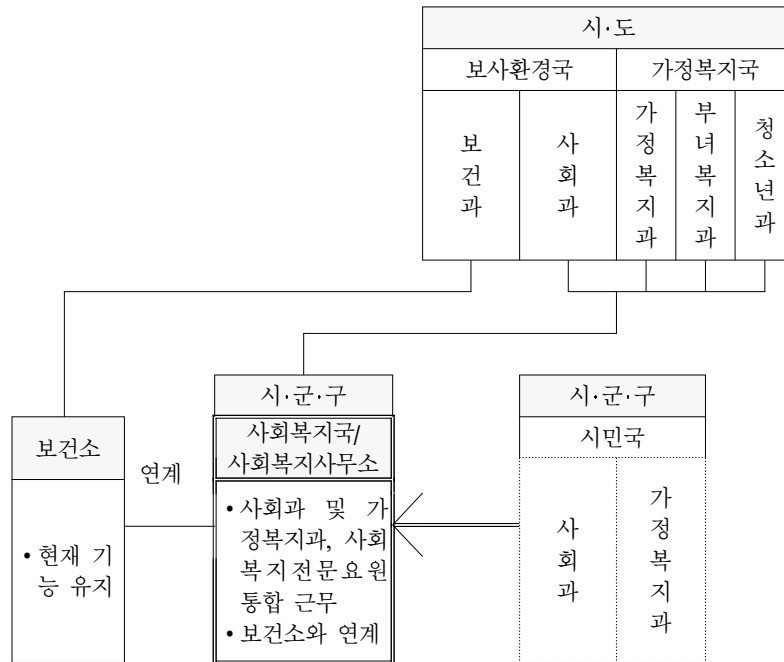 시·도
보사환경국
가정복지국
보건과
사회과
가정복지과
부녀복지과
청소년과
시·군·구
시·군·구
보건소
연계
사회복지국/
사회복지사무소
시민국
• 현재 기
능 유지
• 사회과 및 가
정복지과, 사회
복지전문요원
통합 근무
• 보건소와 연계
사회과
가정복지과